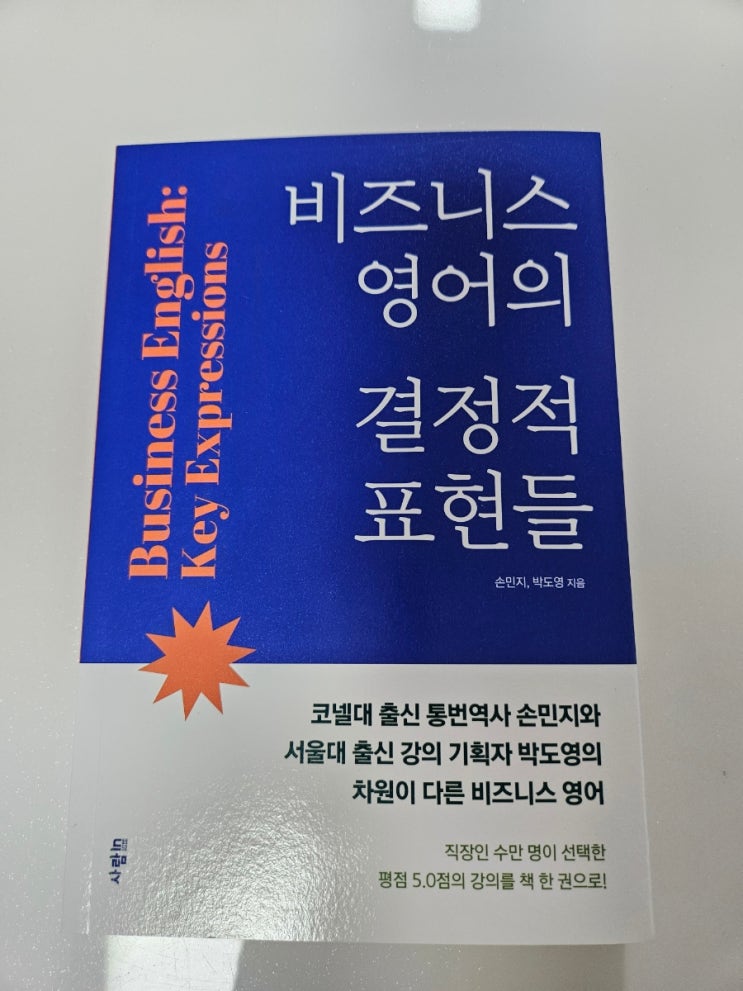 Business English:
Key Expressions
비즈니스
영어의
결정적
표현들
손민지, 박도영 지음
코넬대 출신 통번역사 손민지와
서울대 출신 강의 기획자 박도영의
차원이 다른 비즈니스 영어
직장인 수만 명이 선택한
평점 5.0점의 강의를 책 한 권으로!
사람in